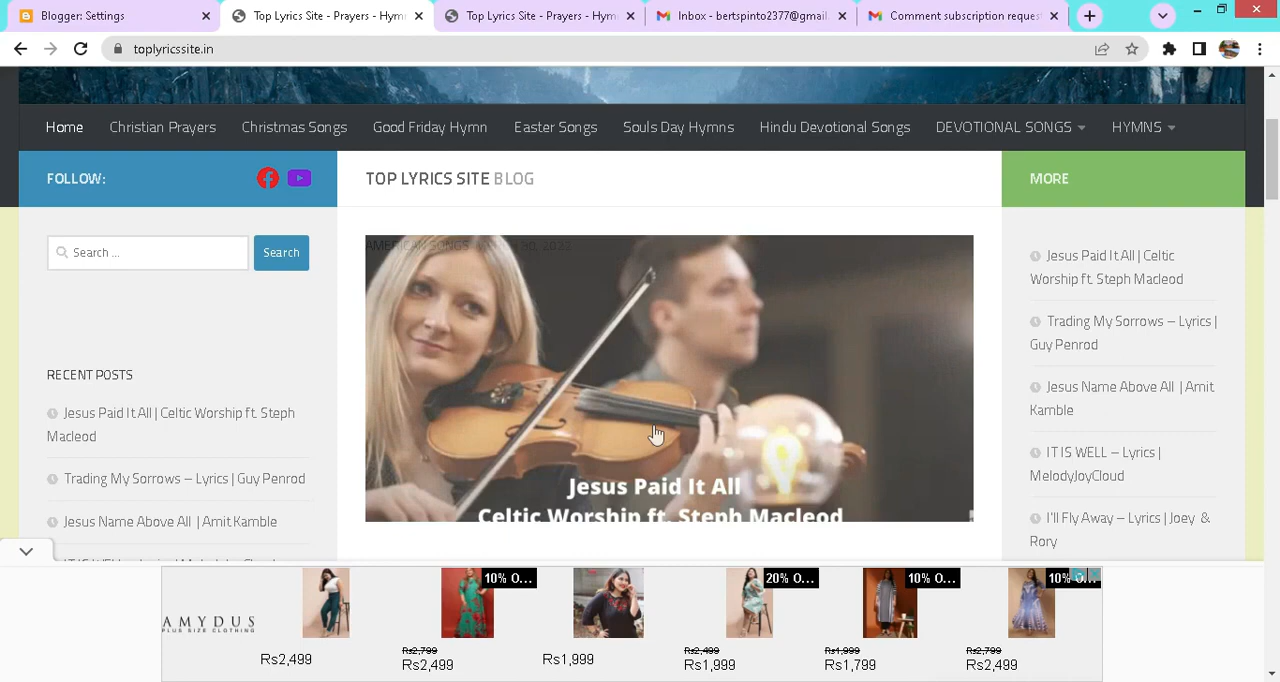 Blogger: Settings
Top Lyrics Site - Prayers - Hym
Top Lyrics Site - Prayers - Hym
Inbox - bertspinto2377@gmail.
Comment subscription reques
toplyricssite.in
Home
Christian Prayers
Christmas Songs
Good Friday Hymn
Easter Songs
Souls Day Hymns
Hindu Devotional Songs
DEVOTIONAL SONGS
HYMNS
FOLLOW:
Search ...
Search
RECENT POSTS
Jesus Paid It All | Celtic Worship ft. Steph
Macleod
Trading My Sorrows – Lyrics | Guy Penrod
Jesus Name Above All | Amit Kamble
TOP LYRICS SITE BLOG
AMERICAN SONGS
Jesus Paid It All
Celtic Worship ft. Steph Macleod
MORE
Jesus Paid It All | Celtic
Worship ft. Steph Macleod
Trading My Sorrows – Lyrics |
Guy Penrod
Jesus Name Above All | Amit
Kamble
IT IS WELL – Lyrics |
MelodyJoyCloud
I'll Fly Away – Lyrics | Joey &
Rory
AMYDUS
PLUS SIZE CLOTHING
Rs2,499
10% O...
Rs2,799
Rs2,499
Rs1,999
20% O...
Rs2,499
Rs1,999
10% O...
Rs1,999
Rs1,799
10% O...
Rs2,799
Rs2,499